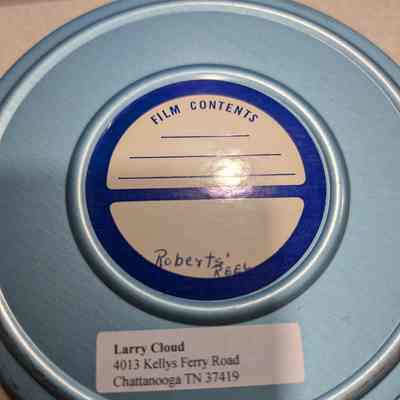 FILM CONTENTS
Roberts'
REEL
Larry Cloud
4013 Kellys Ferry Road
Chattanooga TN 37419